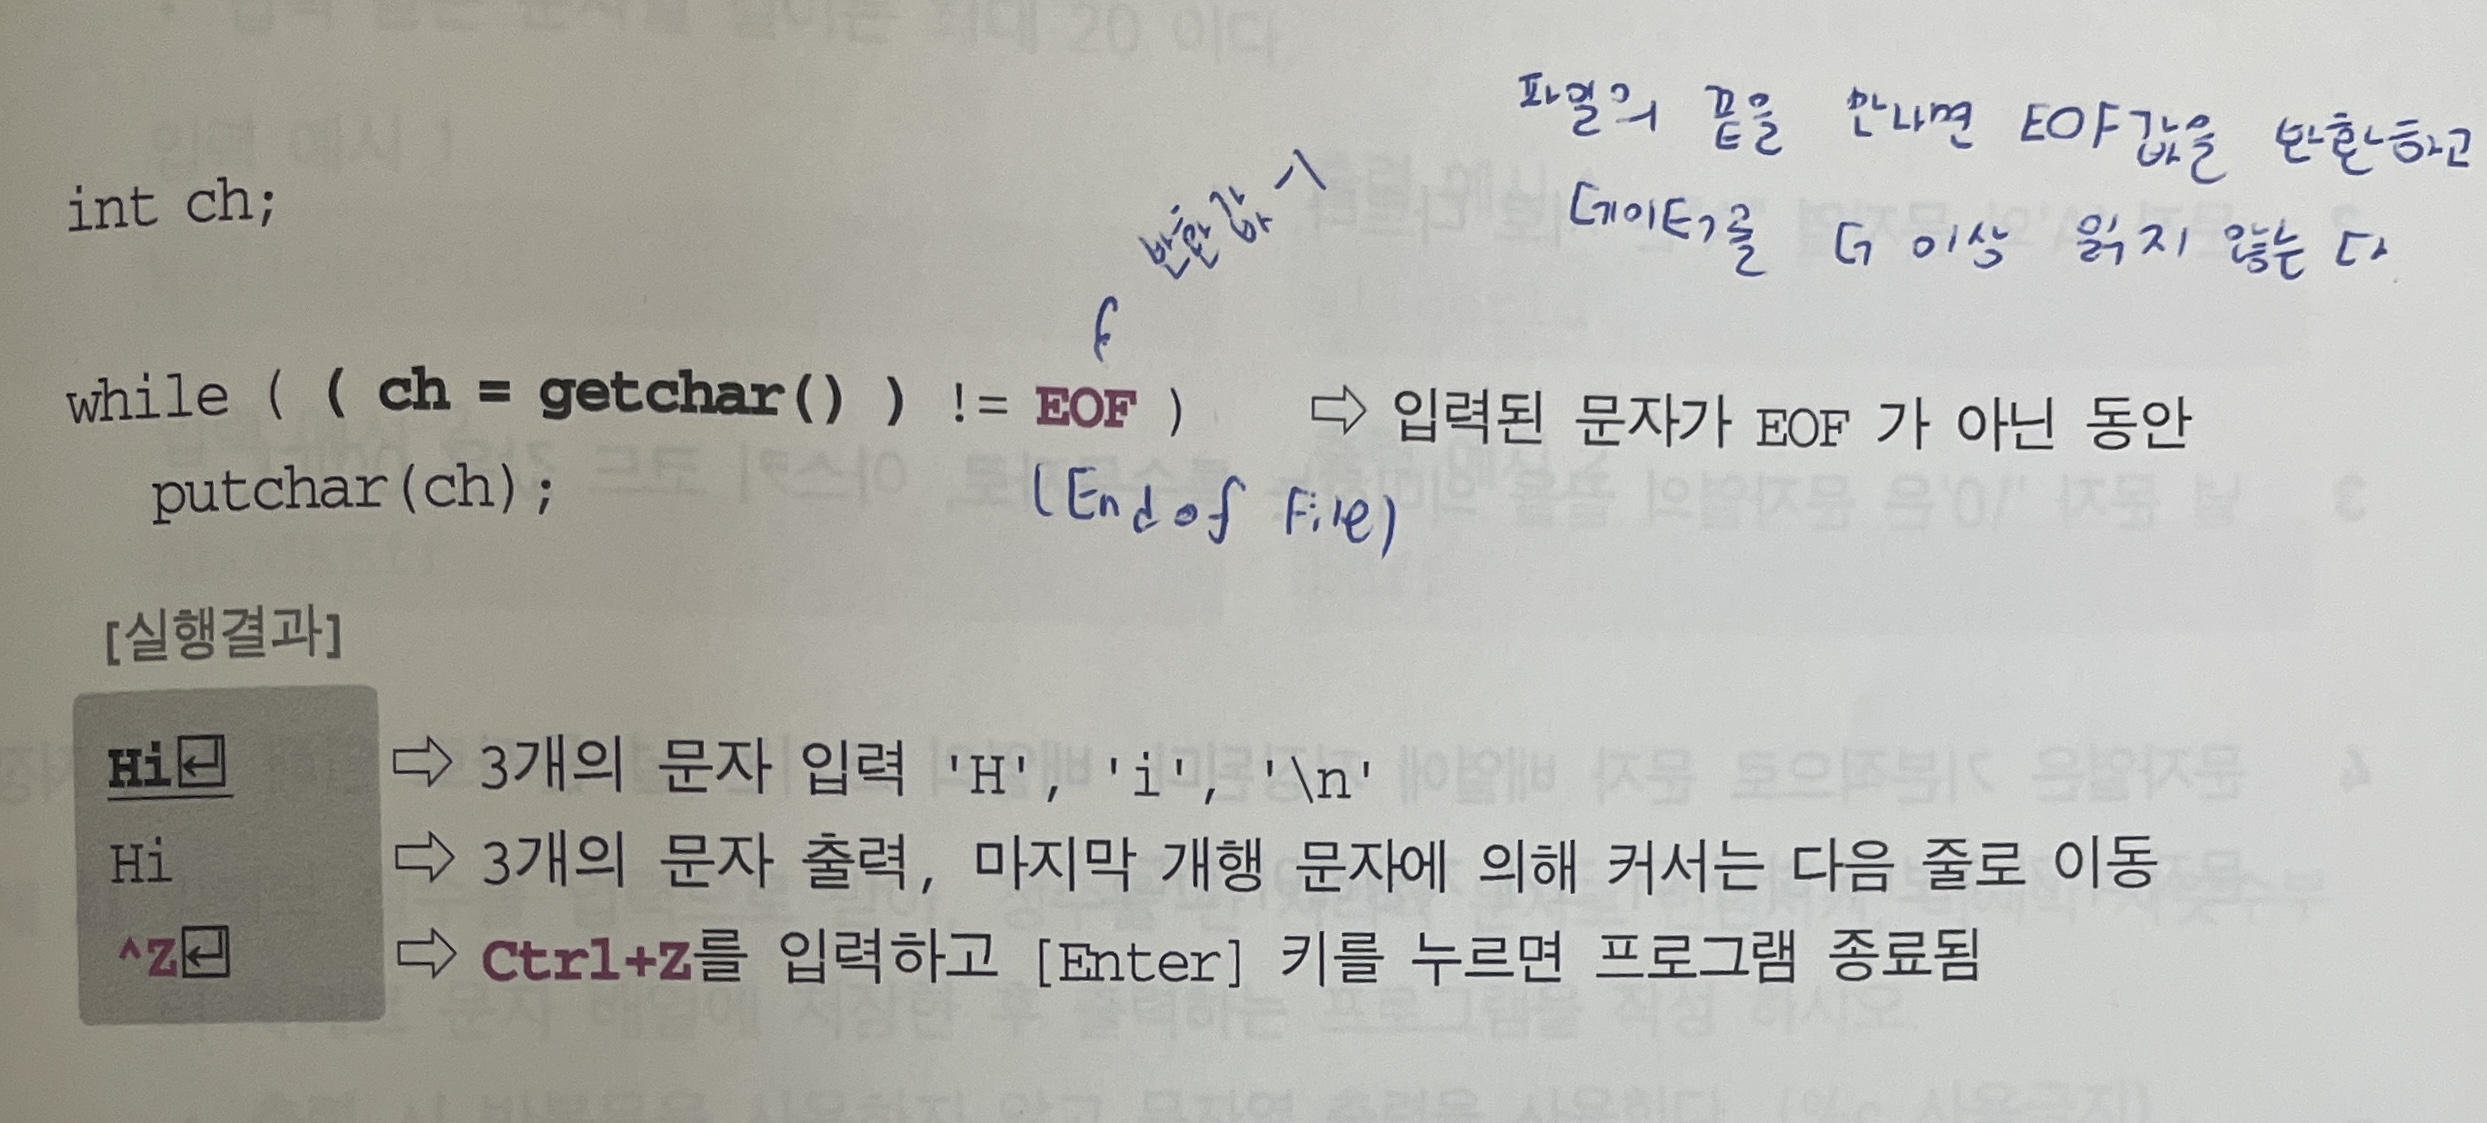 파일의 끝을 만나면 EOF값을 반환하고
데이터를 더 이상 읽지 않는다.
int ch;
반환값
while ( ( ch = getchar() ) != EOF ) ⇨ 입력된 문자가 EOF 가 아닌 동안
putchar(ch);
(End of File)
[실행결과]
Hi↵ ⇨ 3개의 문자 입력 'H', 'i', '\n'
Hi ⇨ 3개의 문자 출력, 마지막 개행 문자에 의해 커서는 다음 줄로 이동
^Z↵ ⇨ Ctrl+Z를 입력하고 [Enter] 키를 누르면 프로그램 종료됨